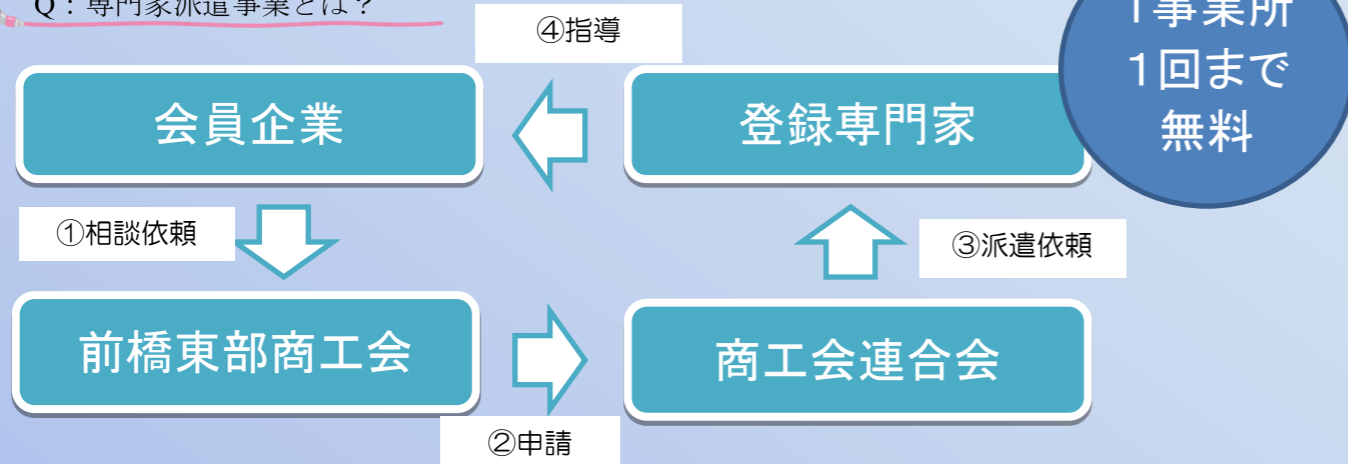 Q：専門家派遣事業とは？
④指導
1事業所
1回まで
無料
会員企業
登録専門家
①相談依頼
③派遣依頼
前橋東部商工会
商工会連合会
②申請